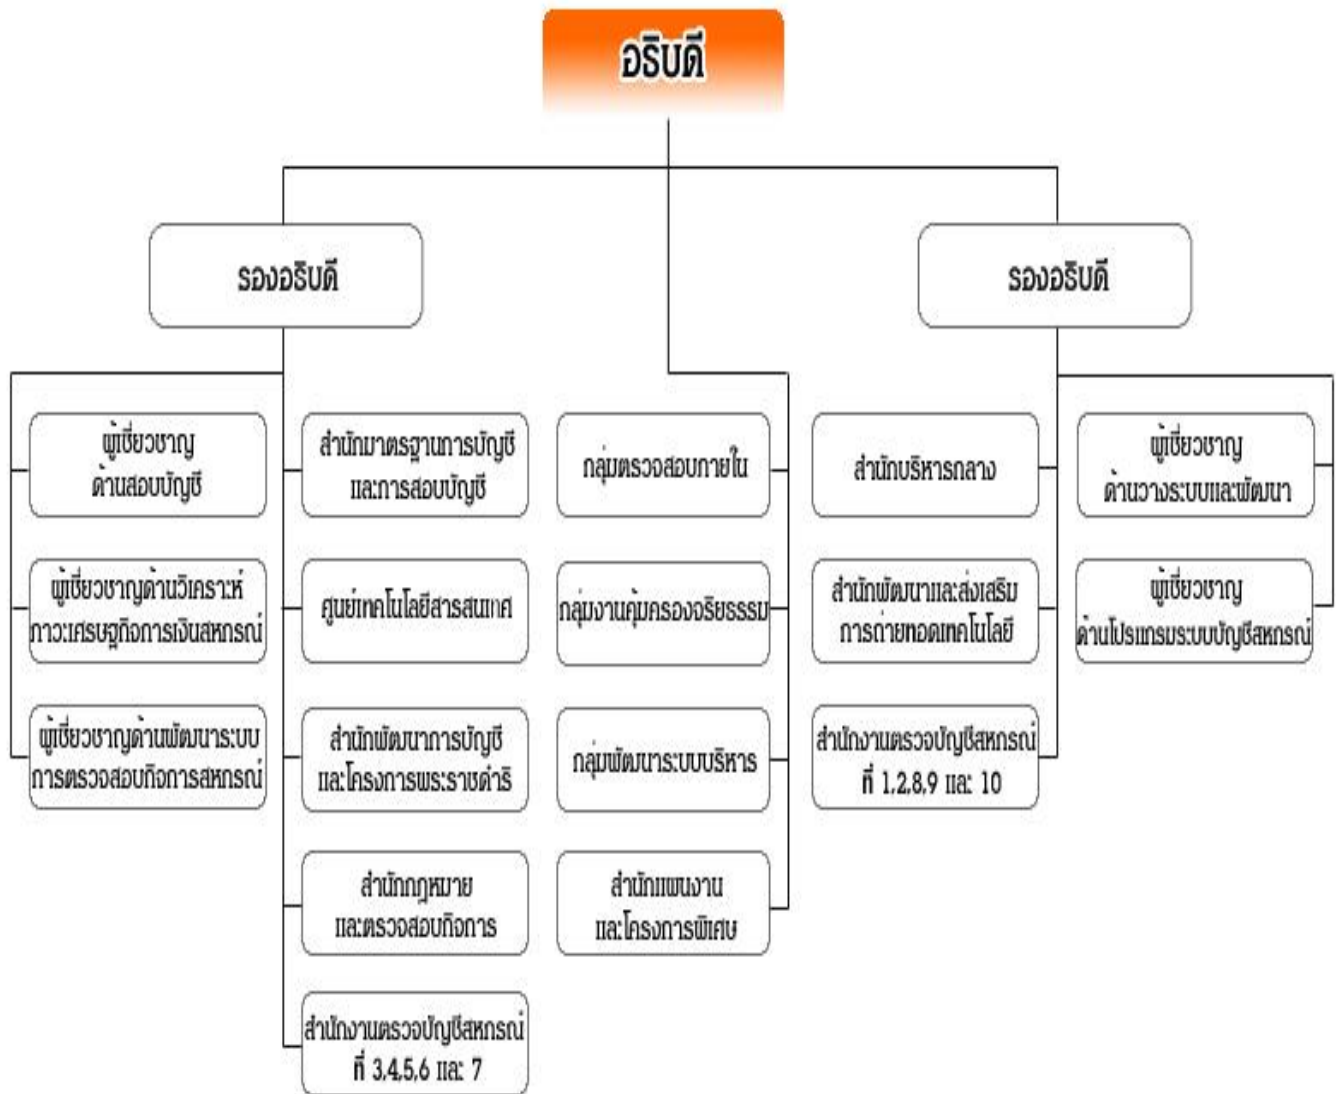 อธิบดี
รองอธิบดี
รองอธิบดี
ผู้เชี่ยวชาญ
ด้านสอบบัญชี
สำนักมาตรฐานการบัญชี
และการสอบบัญชี
กลุ่มตรวจสอบภายใน
สำนักบริหารกลาง
ผู้เชี่ยวชาญ
ด้านวางระบบและพัฒนา
ผู้เชี่ยวชาญด้านวิเคราะห์
ภาวะเศรษฐกิจการเงินสหกรณ์
ศูนย์เทคโนโลยีสารสนเทศ
กลุ่มงานคุ้มครองจริยธรรม
สำนักพัฒนาและส่งเสริม
การถ่ายทอดเทคโนโลยี
ผู้เชี่ยวชาญ
ด้านโปรแกรมระบบบัญชีสหกรณ์
ผู้เชี่ยวชาญด้านพัฒนาระบบ
การตรวจสอบกิจการสหกรณ์
สำนักพัฒนาการบัญชี
และโครงการพระราชดำริ
กลุ่มพัฒนาระบบบริหาร
สำนักงานตรวจบัญชีสหกรณ์
ที่ 1,2,8,9 และ 10
สำนักกฎหมาย
และตรวจสอบกิจการ
สำนักแผนงาน
และโครงการพิเศษ
สำนักงานตรวจบัญชีสหกรณ์
ที่ 3,4,5,6 และ 7